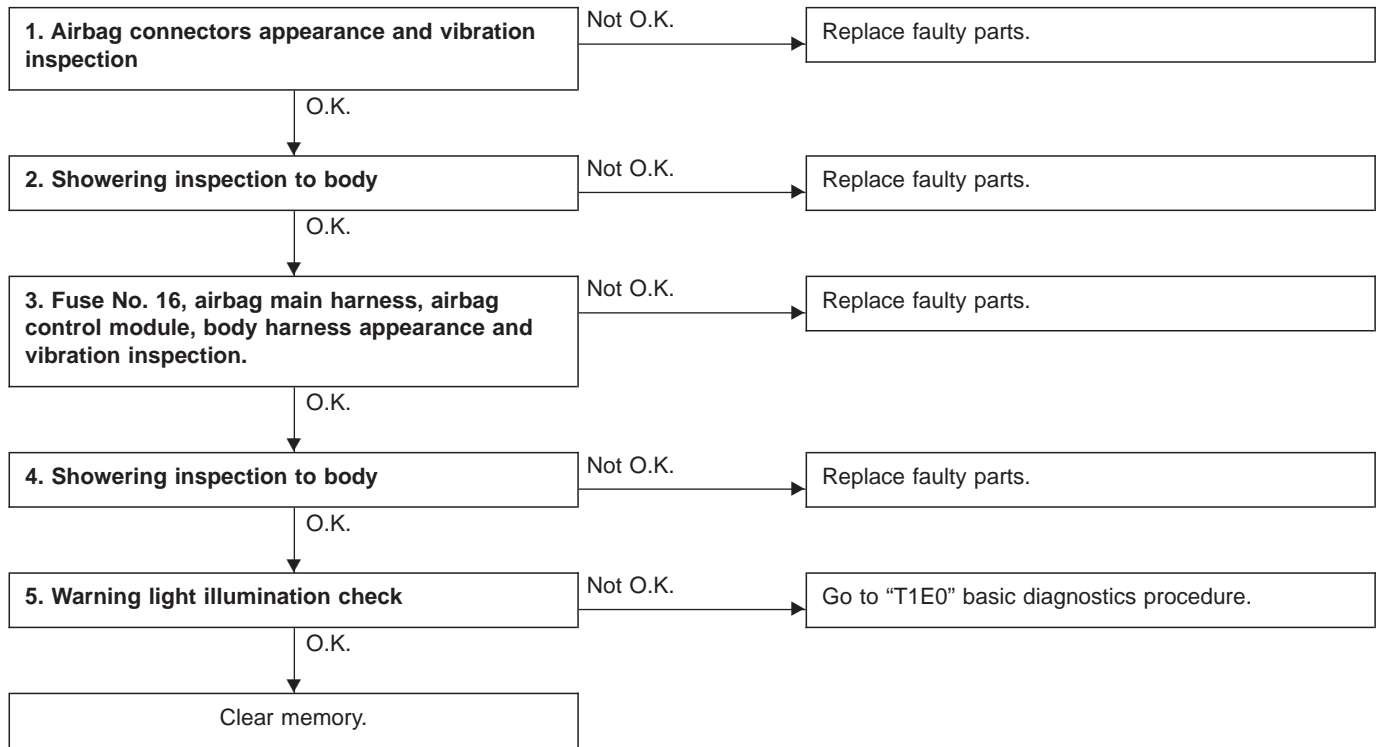 1. Airbag connectors appearance and vibration
inspection
Not O.K.
Replace faulty parts.
O.K.
2. Showering inspection to body
Not O.K.
Replace faulty parts.
O.K.
3. Fuse No. 16, airbag main harness, airbag
control module, body harness appearance and
vibration inspection.
Not O.K.
Replace faulty parts.
O.K.
4. Showering inspection to body
Not O.K.
Replace faulty parts.
O.K.
5. Warning light illumination check
Not O.K.
Go to “T1E0” basic diagnostics procedure.
O.K.
Clear memory.